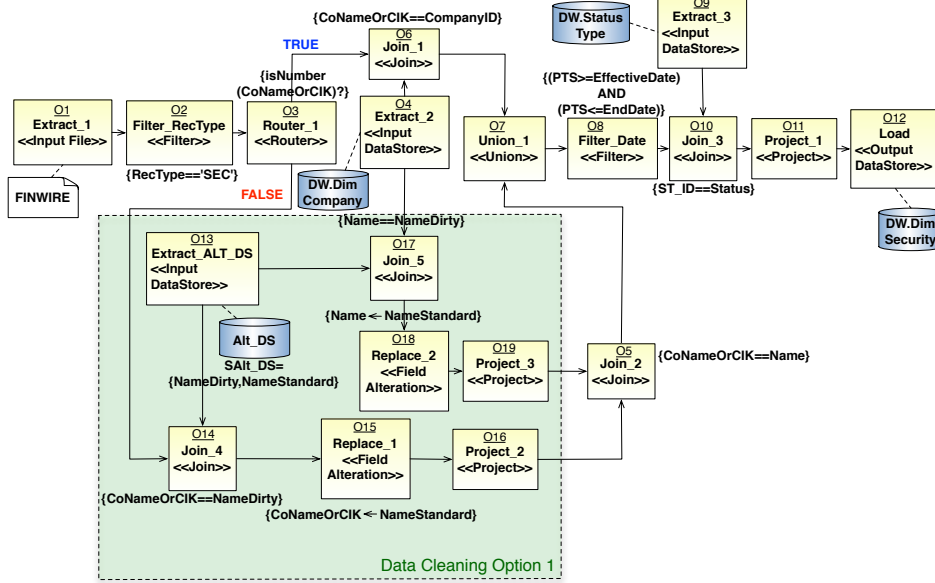 O1
Extract_1
<<Input File>>
FINWIRE
O2
Filter_RecType
<<Filter>>
{RecType=='SEC'}
{isNumber
(CoNameOrCIK)?}
O3
Router_1
<<Router>>
TRUE
FALSE
{CoNameOrCIK==CompanyID}
O6
Join_1
<<Join>>
O4
Extract_2
<<Input
DataStore>>
DW.Dim
Company
O7
Union_1
<<Union>>
{(PTS>=EffectiveDate)
AND
(PTS<=EndDate)}
O8
Filter_Date
<<Filter>>
DW.Status
Type
O9
Extract_3
<<Input
DataStore>>
O10
Join_3
<<Join>>
{ST_ID==Status}
O11
Project_1
<<Project>>
O12
Load
<<Output
DataStore>>
DW.Dim
Security
{Name==NameDirty}
O13
Extract_ALT_DS
<<Input
DataStore>>
Alt_DS
SAlt_DS=
{NameDirty,NameStandard}
O17
Join_5
<<Join>>
{Name ← NameStandard}
O18
Replace_2
<<Field
Alteration>>
O19
Project_3
<<Project>>
O5
Join_2
<<Join>>
{CoNameOrCIK==Name}
O14
Join_4
<<Join>>
{CoNameOrCIK==NameDirty}
O15
Replace_1
<<Field
Alteration>>
{CoNameOrCIK ← NameStandard}
O16
Project_2
<<Project>>
Data Cleaning Option 1